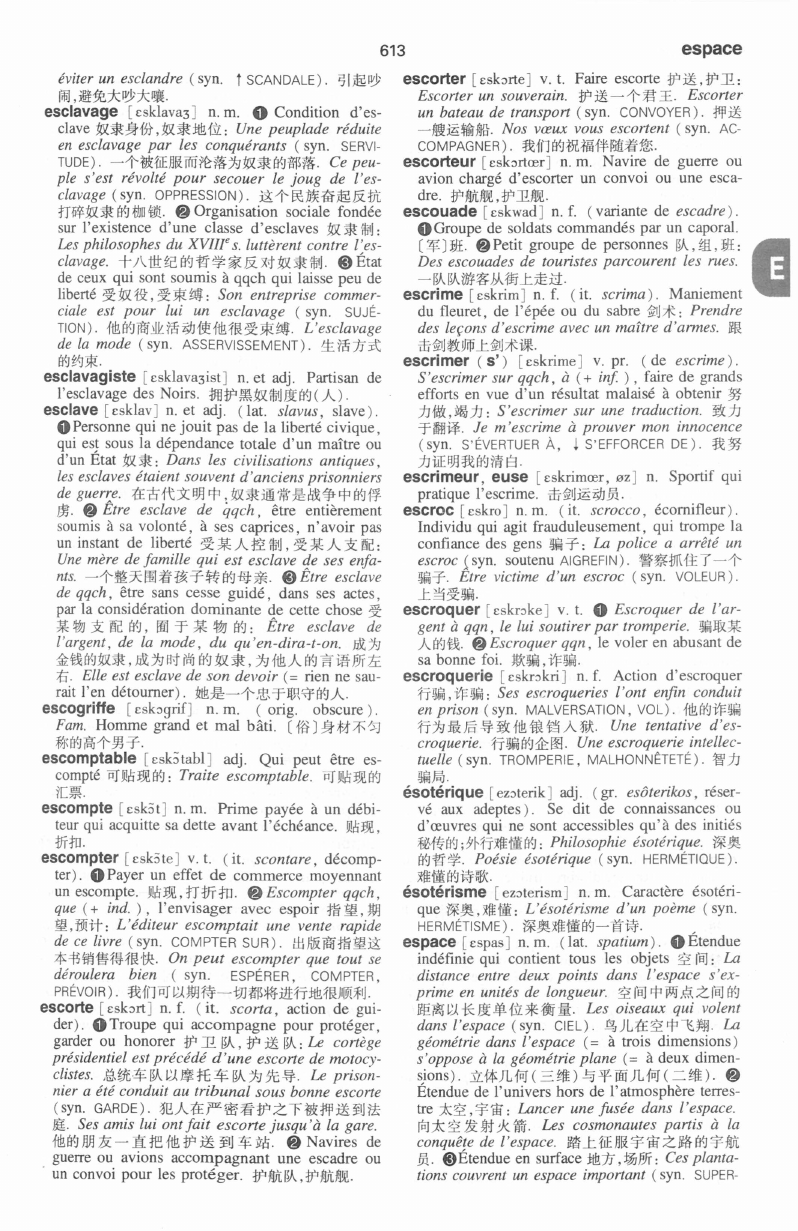 613
espace
éviter un esclandre (syn. ↑ SCANDALE). 引起吵
闹,避免大吵大嚷.
esclavage [ɛsklavaʒ] n. m. ❶ Condition d'es-
clave 奴隶身份,奴隶地位: Une peuplade réduite
en esclavage par les conquérants (syn. SERVI-
TUDE). 一个被征服而沦落为奴隶的部落. Ce peu-
ple s'est révolté pour secouer le joug de l'es-
clavage (syn. OPPRESSION). 这个民族奋起反抗
打碎奴隶的枷锁. ❷ Organisation sociale fondée
sur l'existence d'une classe d'esclaves 奴隶制:
Les philosophes du XVIIIe s. luttèrent contre l'es-
clavage. 十八世纪的哲学家反对奴隶制. ❸ État
de ceux qui sont soumis à qqch qui laisse peu de
liberté 受奴役,受束缚: Son entreprise commer-
ciale est pour lui un esclavage (syn. SUJÉ-
TION). 他的商业活动使他很受束缚. L'esclavage
de la mode (syn. ASSERVISSEMENT). 生活方式
的约束.
esclavagiste [ɛsklavaʒist] n. et adj. Partisan de
l'esclavage des Noirs. 拥护黑奴制度的(人).
esclave [ɛsklav] n. et adj. (lat. slavus, slave).
❶ Personne qui ne jouit pas de la liberté civique,
qui est sous la dépendance totale d'un maître ou
d'un État 奴隶: Dans les civilisations antiques,
les esclaves étaient souvent d'anciens prisonniers
de guerre. 在古代文明中,奴隶通常是战争中的俘
虏. ❷ Être esclave de qqch, être entièrement
soumis à sa volonté, à ses caprices, n'avoir pas
un instant de liberté 受某人控制,受某人支配:
Une mère de famille qui est esclave de ses enfa-
nts. 一个整天围着孩子转的母亲. ❸ Être esclave
de qqch, être sans cesse guidé, dans ses actes,
par la considération dominante de cette chose 受
某物支配的, 囿于某物的: Être esclave de
l'argent, de la mode, du qu'en-dira-t-on. 成为
金钱的奴隶,成为时尚的奴隶,为他人的言语所左
右. Elle est esclave de son devoir (= rien ne sau-
rait l'en détourner). 她是一个忠于职守的人.
escogriffe [ɛskɔgrif] n. m. (orig. obscure).
Fam. Homme grand et mal bâti. 〔俗〕身材不匀
称的高个男子.
escomptable [ɛskɔ̃tabl] adj. Qui peut être es-
compté 可贴现的: Traite escomptable. 可贴现的
汇票.
escompte [ɛskɔ̃t] n. m. Prime payée à un débi-
teur qui acquitte sa dette avant l'échéance. 贴现,
折扣.
escompter [ɛskɔ̃te] v. t. (it. scontare, décomp-
ter). ❶ Payer un effet de commerce moyennant
un escompte. 贴现,打折扣. ❷ Escompter qqch,
que (+ ind.), l'envisager avec espoir 指望,期
望,预计: L'éditeur escomptait une vente rapide
de ce livre (syn. COMPTER SUR). 出版商指望这
本书销售得很快. On peut escompter que tout se
déroulera bien (syn. ESPÉRER, COMPTER,
PRÉVOIR). 我们可以期待一切都将进行地很顺利.
escorte [ɛskɔrt] n. f. (it. scorta, action de gui-
der). ❶ Troupe qui accompagne pour protéger,
garder ou honorer 护卫队,护送队: Le cortège
présidentiel est précédé d'une escorte de motocy-
clistes. 总统车队以摩托车队为先导. Le prison-
nier a été conduit au tribunal sous bonne escorte
(syn. GARDE). 犯人在严密看护之下被押送到法
庭. Ses amis lui ont fait escorte jusqu'à la gare.
他的朋友一直把他护送到车站. ❷ Navires de
guerre ou avions accompagnant une escadre ou
un convoi pour les protéger. 护航队,护航舰.
escorter [ɛskɔrte] v. t. Faire escorte 护送,护卫:
Escorter un souverain. 护送一个君王. Escorter
un bateau de transport (syn. CONVOYER). 押送
一艘运输船. Nos vœux vous escortent (syn. AC-
COMPAGNER). 我们的祝福伴随着您.
escorteur [ɛskɔrtœr] n. m. Navire de guerre ou
avion chargé d'escorter un convoi ou une esca-
dre. 护航舰,护卫舰.
escouade [ɛskwad] n. f. (variante de escadre).
❶ Groupe de soldats commandés par un caporal.
〔军〕班. ❷ Petit groupe de personnes 队,组,班:
Des escouades de touristes parcourent les rues.
一队队游客从街上走过.
E
escrime [ɛskrim] n. f. (it. scrima). Maniement
du fleuret, de l'épée ou du sabre 剑术: Prendre
des leçons d'escrime avec un maître d'armes. 跟
击剑教师上剑术课.
escrimer (s') [ɛskrime] v. pr. (de escrime).
S'escrimer sur qqch, à (+ inf.), faire de grands
efforts en vue d'un résultat malaisé à obtenir 努
力做,竭力: S'escrimer sur une traduction. 致力
于翻译. Je m'escrime à prouver mon innocence
(syn. S'ÉVERTUER À, ↓ S'EFFORCER DE). 我努
力证明我的清白.
escrimeur, euse [ɛskrimœr, øz] n. Sportif qui
pratique l'escrime. 击剑运动员.
escroc [ɛskro] n. m. (it. scrocco, écornifleur).
Individu qui agit frauduleusement, qui trompe la
confiance des gens 骗子: La police a arrêté un
escroc (syn. soutenu AIGREFIN). 警察抓住了一个
骗子. Être victime d'un escroc (syn. VOLEUR).
上当受骗.
escroquer [ɛskrɔke] v. t. ❶ Escroquer de l'ar-
gent à qqn, le lui soutirer par tromperie. 骗取某
人的钱. ❷ Escroquer qqn, le voler en abusant de
sa bonne foi. 欺骗,诈骗.
escroquerie [ɛskrɔkri] n. f. Action d'escroquer
行骗,诈骗: Ses escroqueries l'ont enfin conduit
en prison (syn. MALVERSATION, VOL). 他的诈骗
行为最后导致他锒铛入狱. Une tentative d'es-
croquerie. 行骗的企图. Une escroquerie intellec-
tuelle (syn. TROMPERIE, MALHONNÊTETÉ). 智力
骗局.
ésotérique [ezɔterik] adj. (gr. esôterikos, réser-
vé aux adeptes). Se dit de connaissances ou
d'œuvres qui ne sont accessibles qu'à des initiés
秘传的;外行难懂的: Philosophie ésotérique. 深奥
的哲学. Poésie ésotérique (syn. HERMÉTIQUE).
难懂的诗歌.
ésotérisme [ezɔterism] n. m. Caractère ésotéri-
que 深奥,难懂: L'ésotérisme d'un poème (syn.
HERMÉTISME). 深奥难懂的一首诗.
espace [ɛspas] n. m. (lat. spatium). ❶ Étendue
indéfinie qui contient tous les objets 空间: La
distance entre deux points dans l'espace s'ex-
prime en unités de longueur. 空间中两点之间的
距离以长度单位来衡量. Les oiseaux qui volent
dans l'espace (syn. CIEL). 鸟儿在空中飞翔. La
géométrie dans l'espace (= à trois dimensions)
s'oppose à la géométrie plane (= à deux dimen-
sions). 立体几何(三维)与平面几何(二维). ❷
Étendue de l'univers hors de l'atmosphère terres-
tre 太空,宇宙: Lancer une fusée dans l'espace.
向太空发射火箭. Les cosmonautes partis à la
conquête de l'espace. 踏上征服宇宙之路的宇航
员. ❸ Étendue en surface 地方,场所: Ces planta-
tions couvrent un espace important (syn. SUPER-